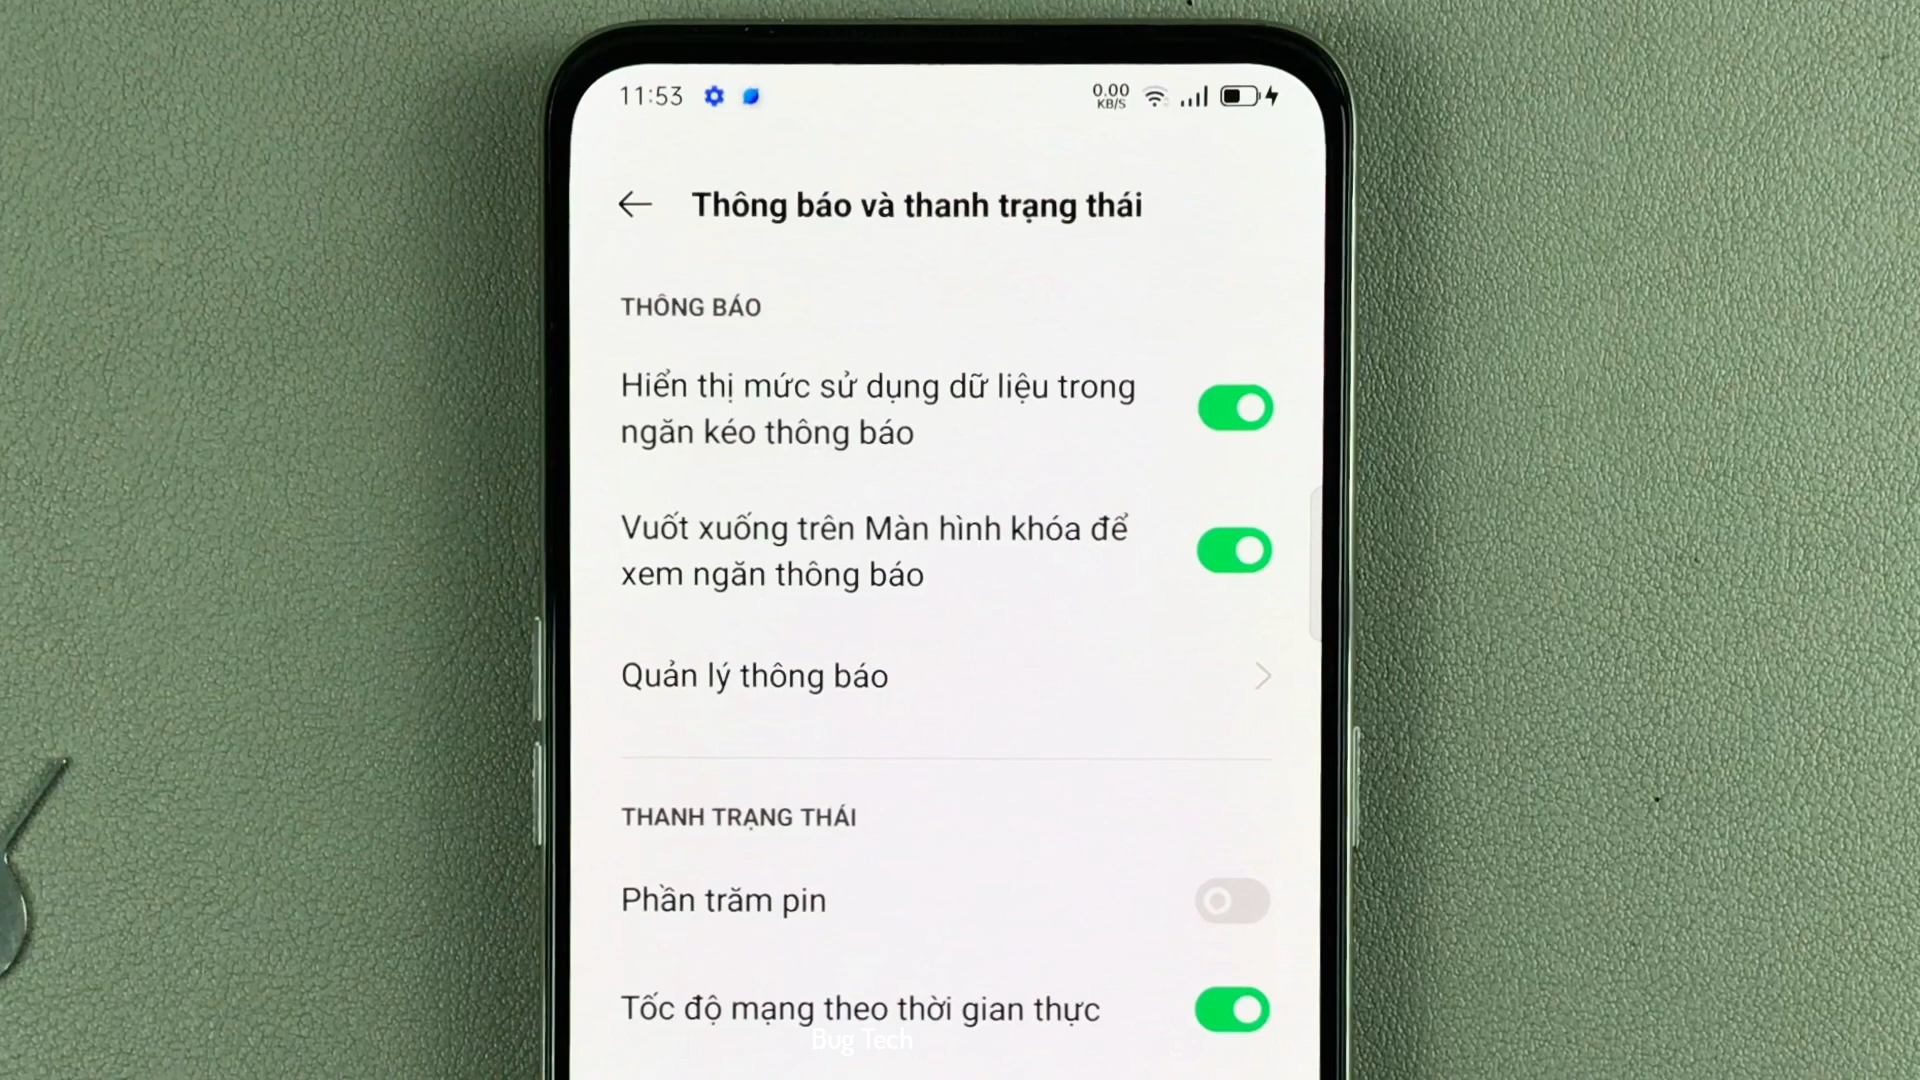 11:53
0.00
KB/S
Thông báo và thanh trạng thái
THÔNG BÁO
Hiển thị mức sử dụng dữ liệu trong
ngăn kéo thông báo
Vuốt xuống trên Màn hình khóa để
xem ngăn thông báo
Quản lý thông báo
THANH TRẠNG THÁI
Phần trăm pin
Tốc độ mạng theo thời gian thực
Bug Tech